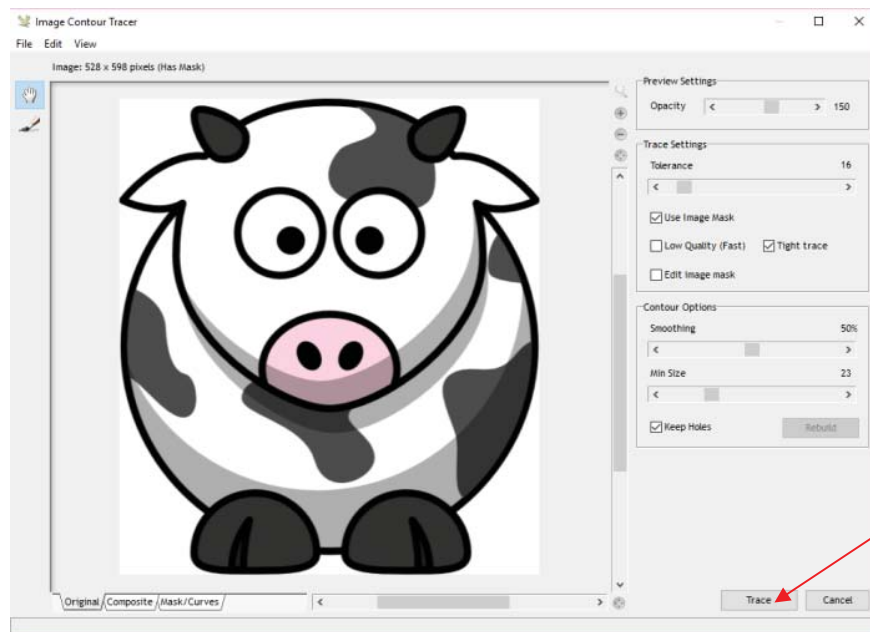 Image Contour Tracer
File Edit View
Image: 528 x 598 pixels (Has Mask)
Preview Settings
Opacity 150
Trace Settings
Tolerance 16
Use Image Mask
Low Quality (Fast) Tight trace
Edit image mask
Contour Options
Smoothing 50%
Min Size 23
Keep Holes Rebuild
Trace Cancel
Original Composite Mask/Curves